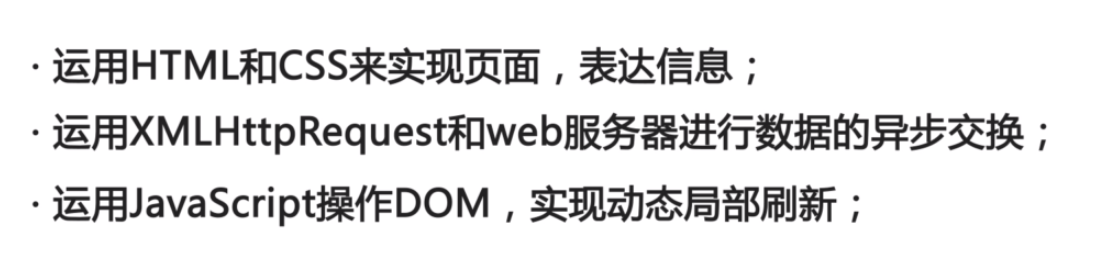 · 运用HTML和CSS来实现页面，表达信息；
· 运用XMLHttpRequest和web服务器进行数据的异步交换；
· 运用JavaScript操作DOM，实现动态局部刷新；